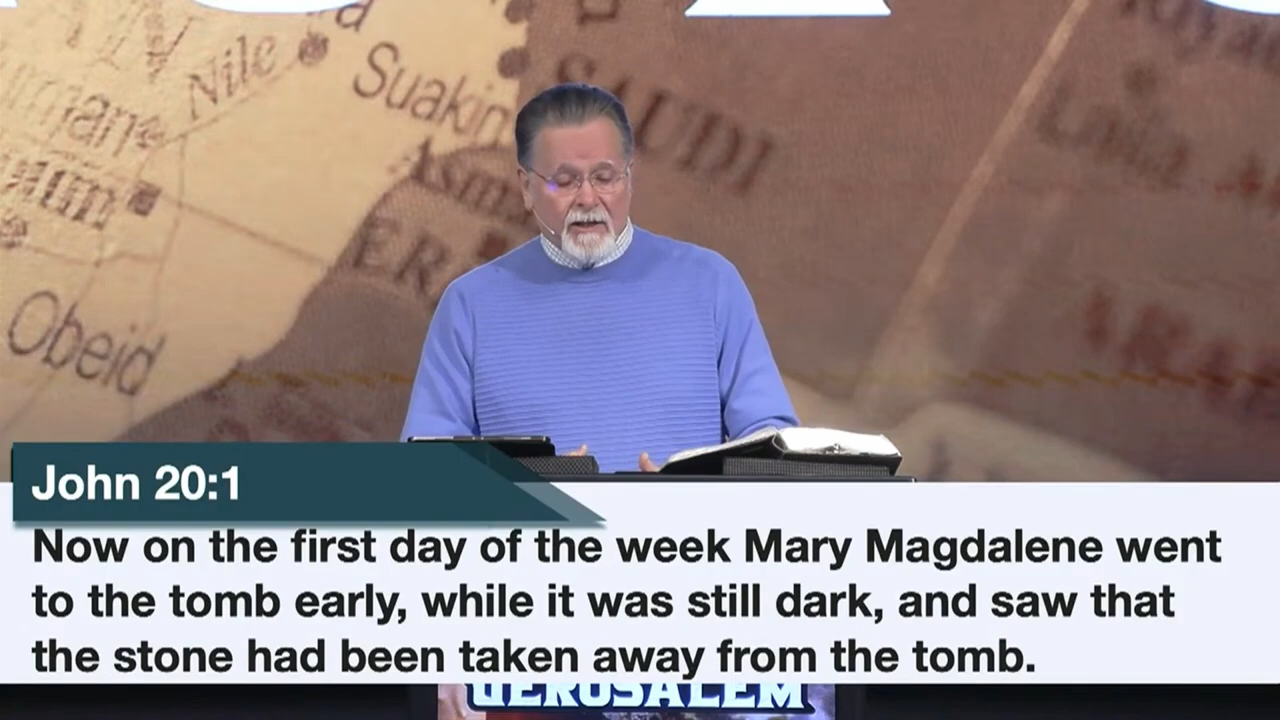 Nile
Suakin
SAUDI
Asm
ER
Obeid
John 20:1
Now on the first day of the week Mary Magdalene went
to the tomb early, while it was still dark, and saw that
the stone had been taken away from the tomb.
JERUSALEM